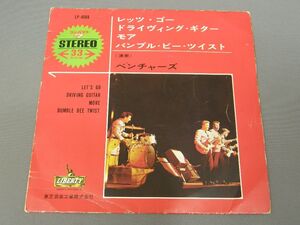 LP-4088
STEREO
33
レッツ・ゴー
ドライヴィング・ギター
モア
バンブル・ビー・ツイスト
(演奏)
ベンチャーズ
LET'S GO
DRIVING GUITAR
MORE
BUMBLE BEE TWIST
LIBERTY
東芝音楽工業株式会社